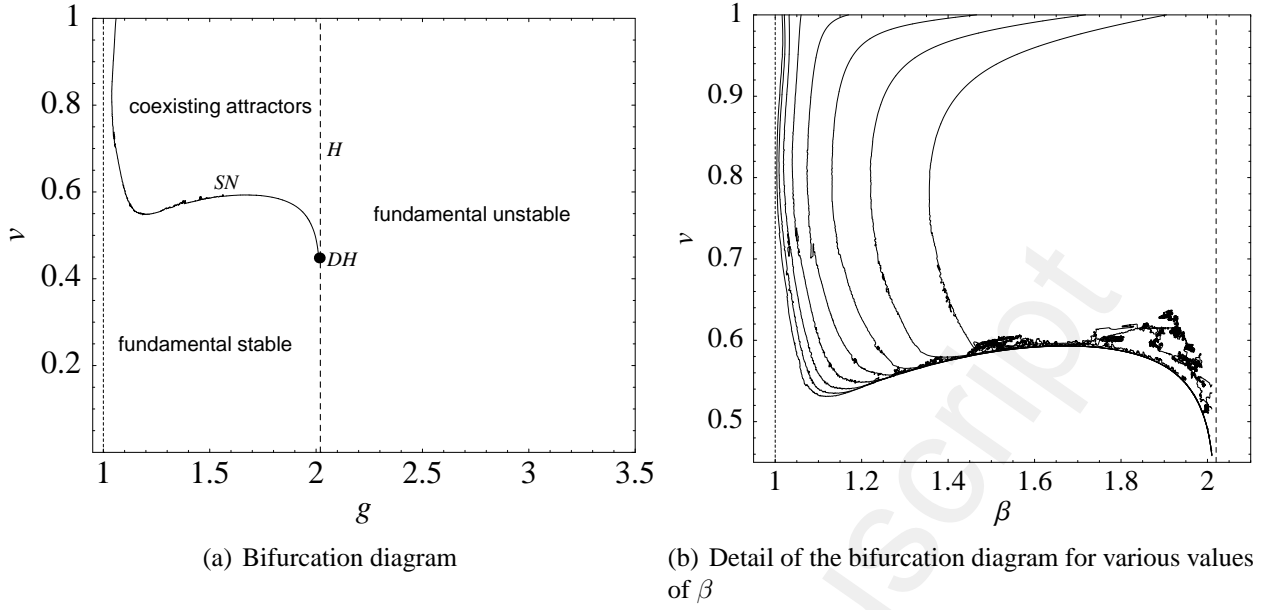 1
0.8
0.6
0.4
0.2
v
coexisting attractors
H
SN
fundamental unstable
DH
fundamental stable
1
1.5
2
2.5
3
3.5
g
(a) Bifurcation diagram
1
0.9
0.8
0.7
0.6
0.5
v
1
1.2
1.4
1.6
1.8
2
β
(b) Detail of the bifurcation diagram for various values
of β